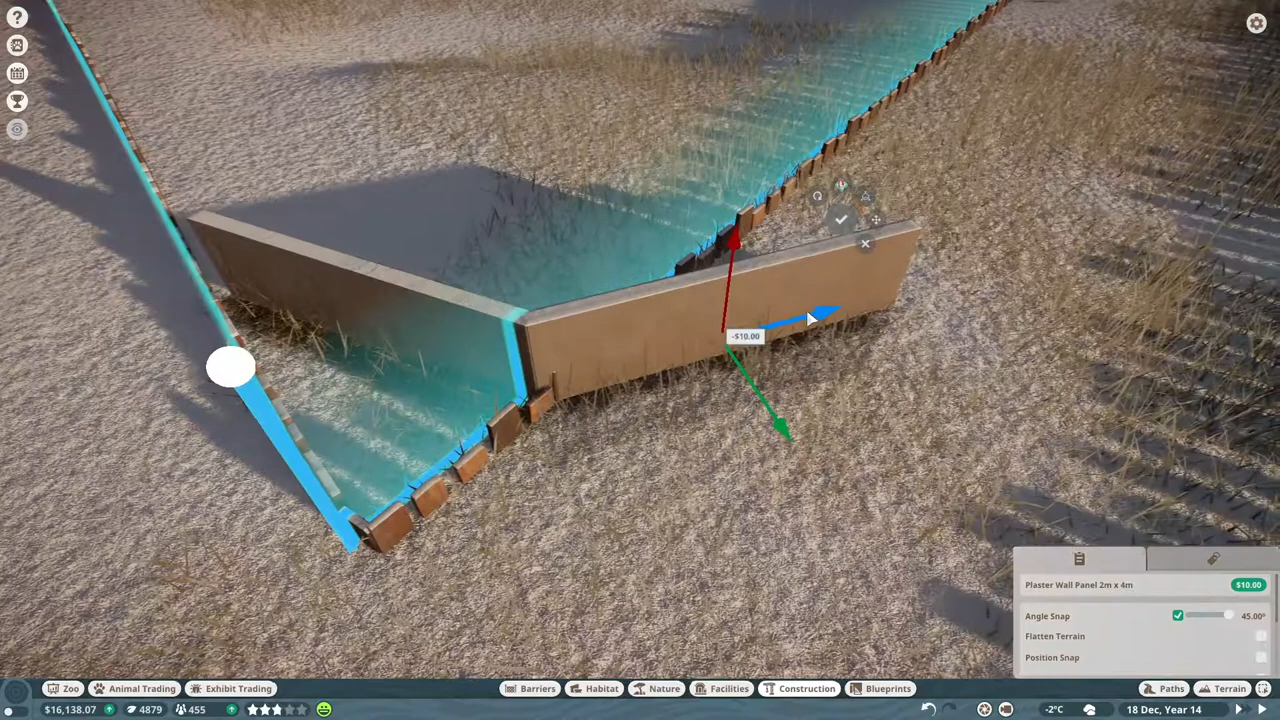 ?
-$10.00
Plaster Wall Panel 2m x 4m $10.00
Angle Snap 45.00°
Flatten Terrain
Position Snap
Zoo Animal Trading Exhibit Trading Barriers Habitat Nature Facilities Construction Blueprints Paths Terrain
$16,138.07 4879 455 -2°C 18 Dec, Year 14